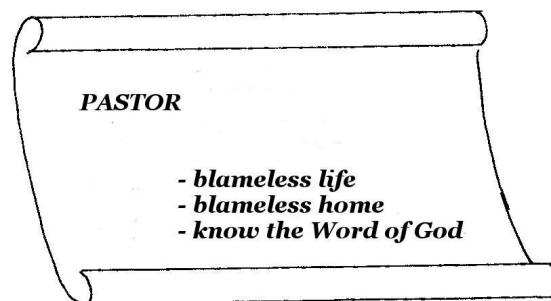 PASTOR
- blameless life
- blameless home
- know the Word of God